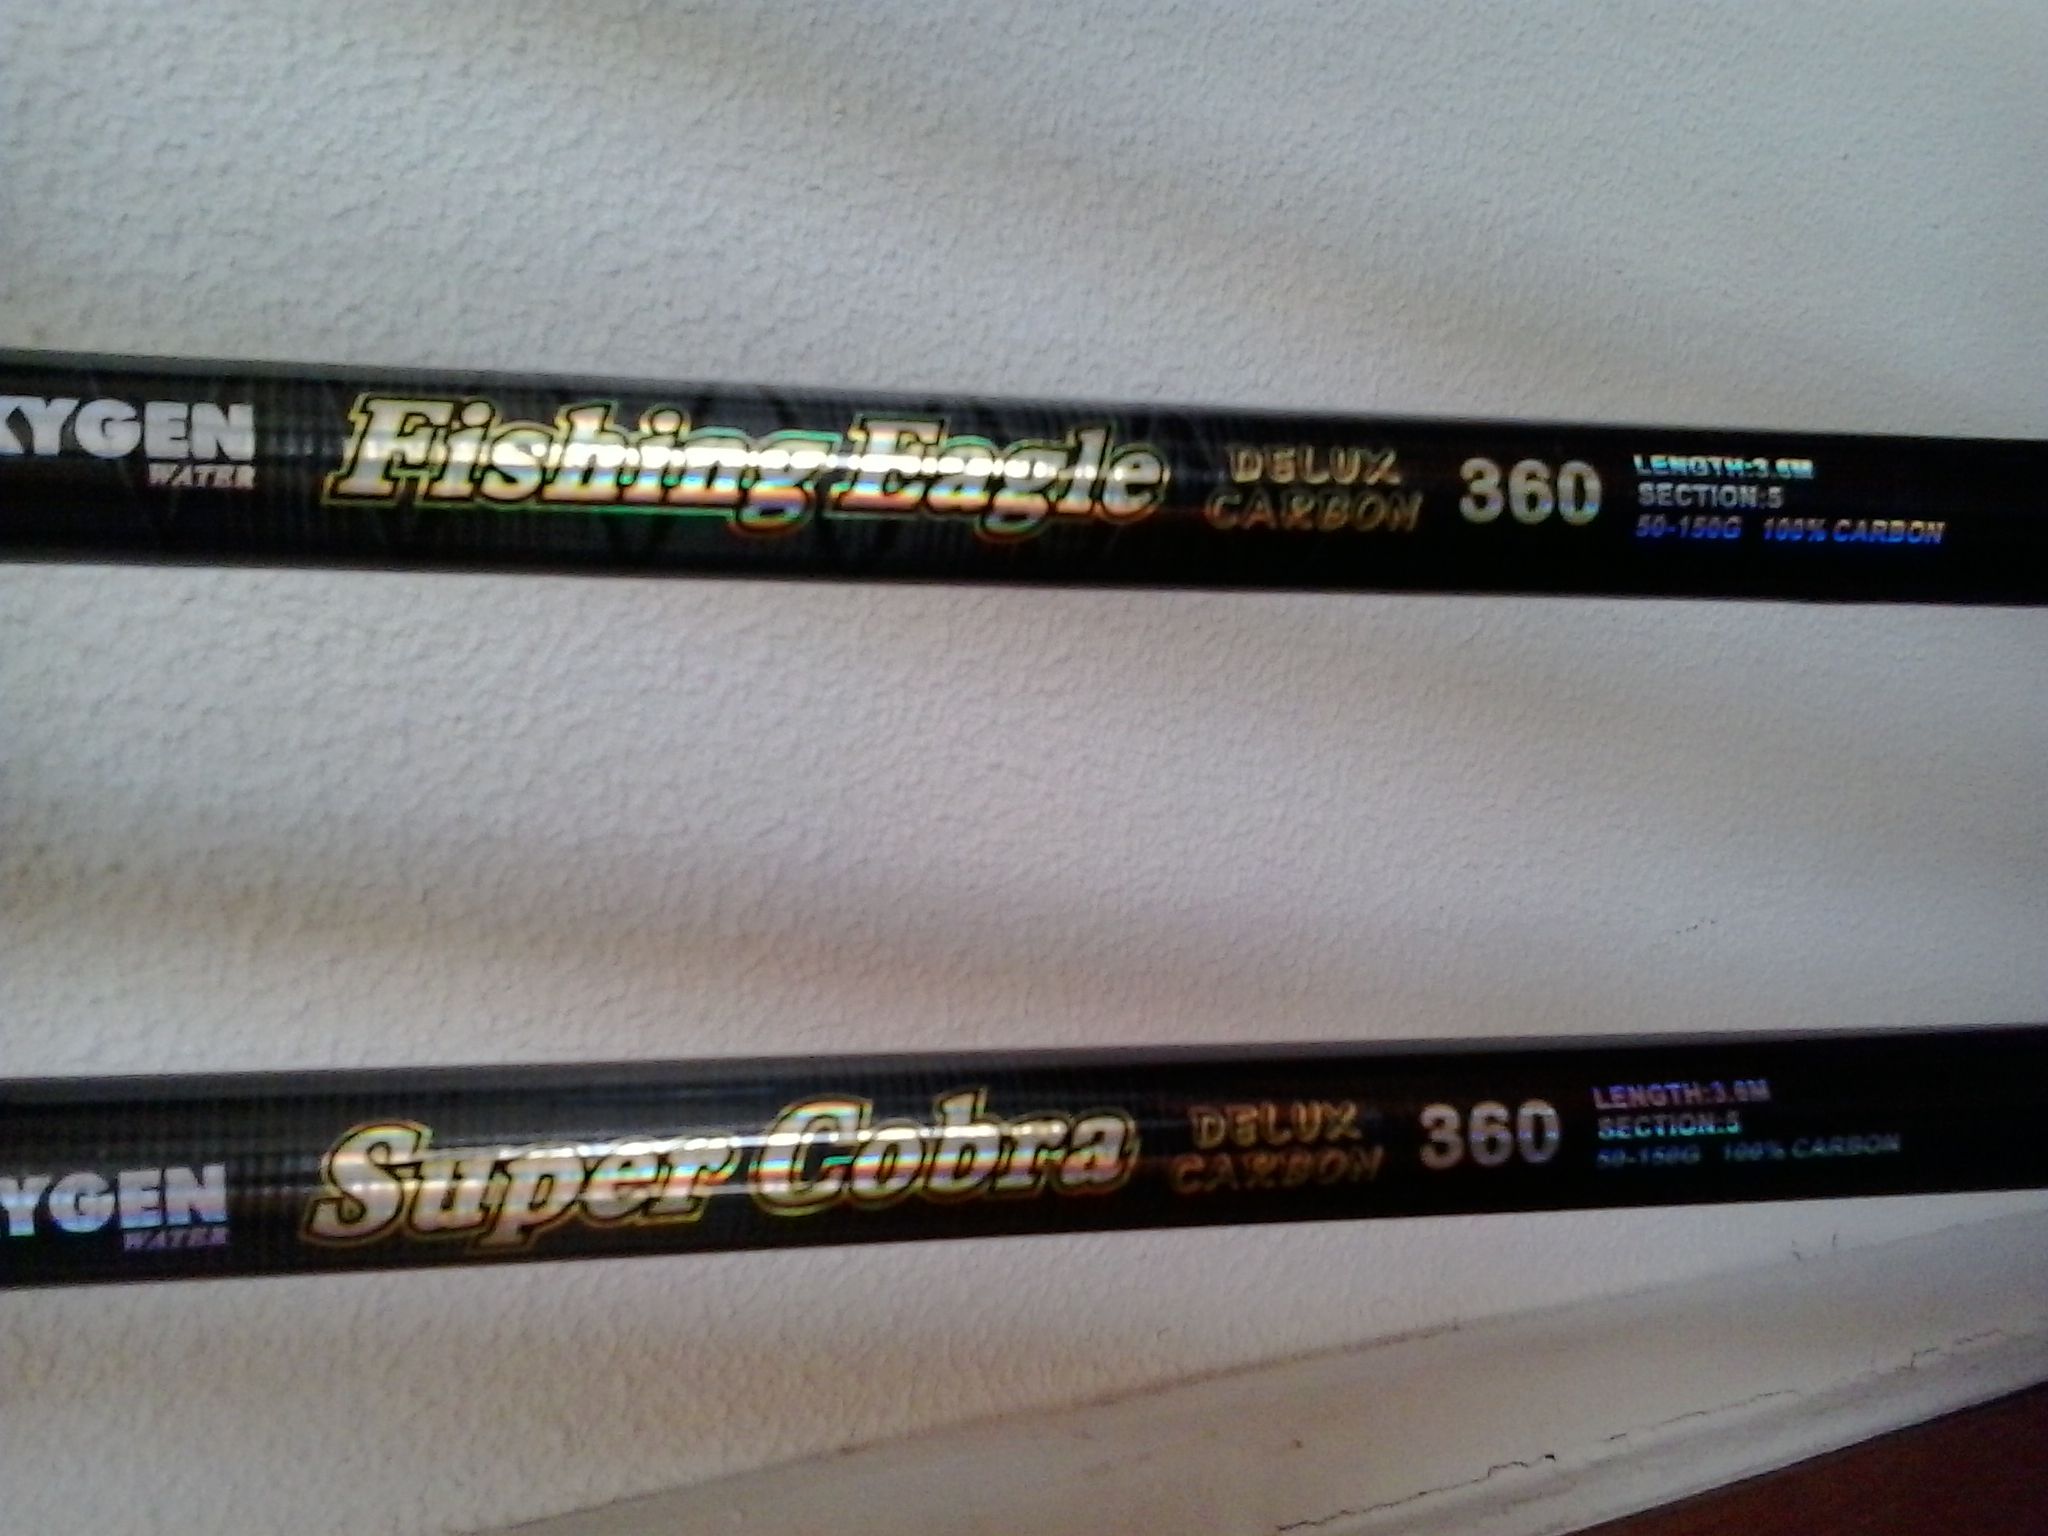 XYGEN
WATER
Fishing Eagle
DELUX
CARBON
360
LENGTH:3.6M
SECTION:5
50-150G 100% CARBON
YGEN
WATER
Super Cobra
DELUX
CARBON
360
LENGTH:3.6M
SECTION:5
50-150G 100% CARBON